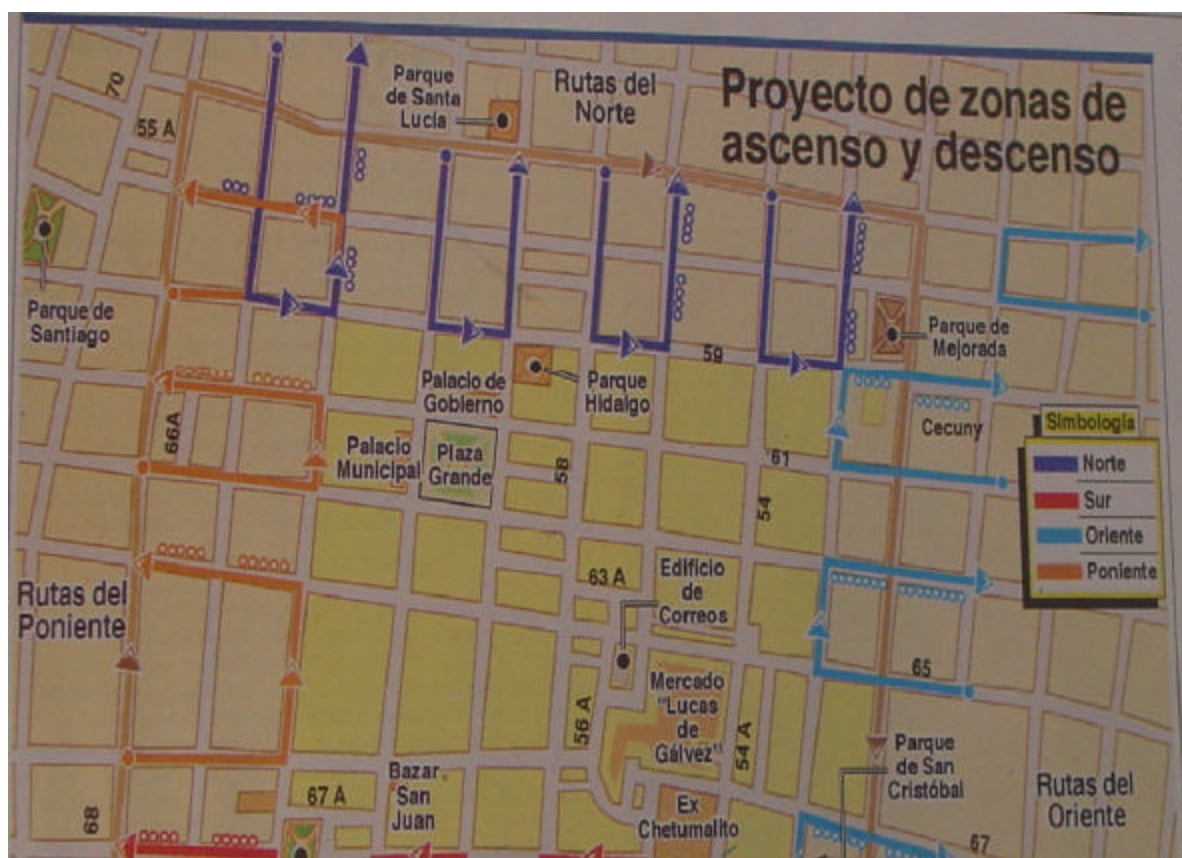 Proyecto de zonas de
ascenso y descenso
70
55 A
Parque
de Santa
Lucía
Rutas del
Norte
Parque de
Santiago
Palacio de
Gobierno
Parque
Hidalgo
59
Parque de
Mejorada
66A
Palacio
Municipal
Plaza
Grande
58
61
54
Cecuny
Simbología
Norte
Sur
Oriente
Poniente
Rutas del
Poniente
63 A
Edificio
de
Correos
65
Mercado
"Lucas
de
Gálvez"
56 A
54 A
Parque
de San
Cristóbal
Rutas del
Oriente
68
67 A
Bazar
San
Juan
Ex
Chetumalito
67